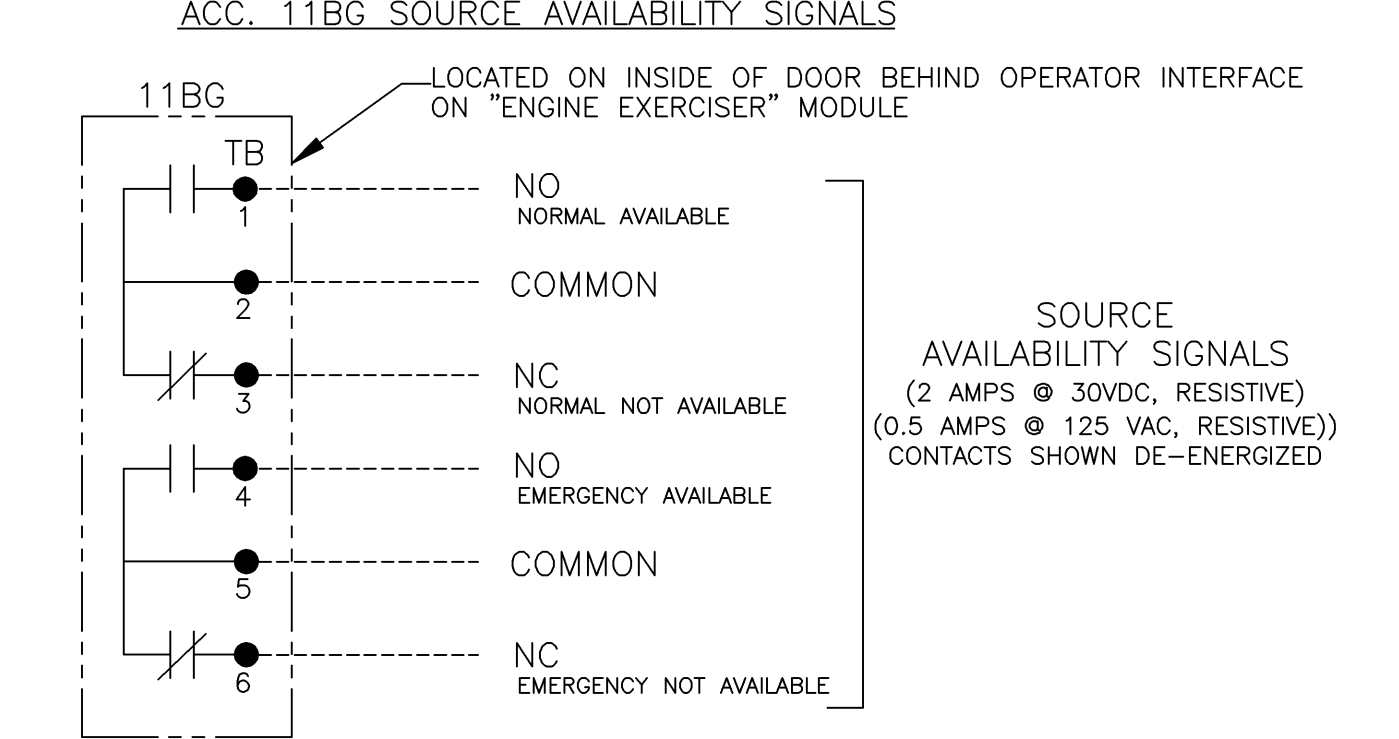 ACC. 11BG SOURCE AVAILABILITY SIGNALS
LOCATED ON INSIDE OF DOOR BEHIND OPERATOR INTERFACE
ON "ENGINE EXERCISER" MODULE
11BG
TB
1
NO
NORMAL AVAILABLE
2
COMMON
3
NC
NORMAL NOT AVAILABLE
4
NO
EMERGENCY AVAILABLE
5
COMMON
6
NC
EMERGENCY NOT AVAILABLE
SOURCE
AVAILABILITY SIGNALS
(2 AMPS @ 30VDC, RESISTIVE)
(0.5 AMPS @ 125 VAC, RESISTIVE))
CONTACTS SHOWN DE-ENERGIZED